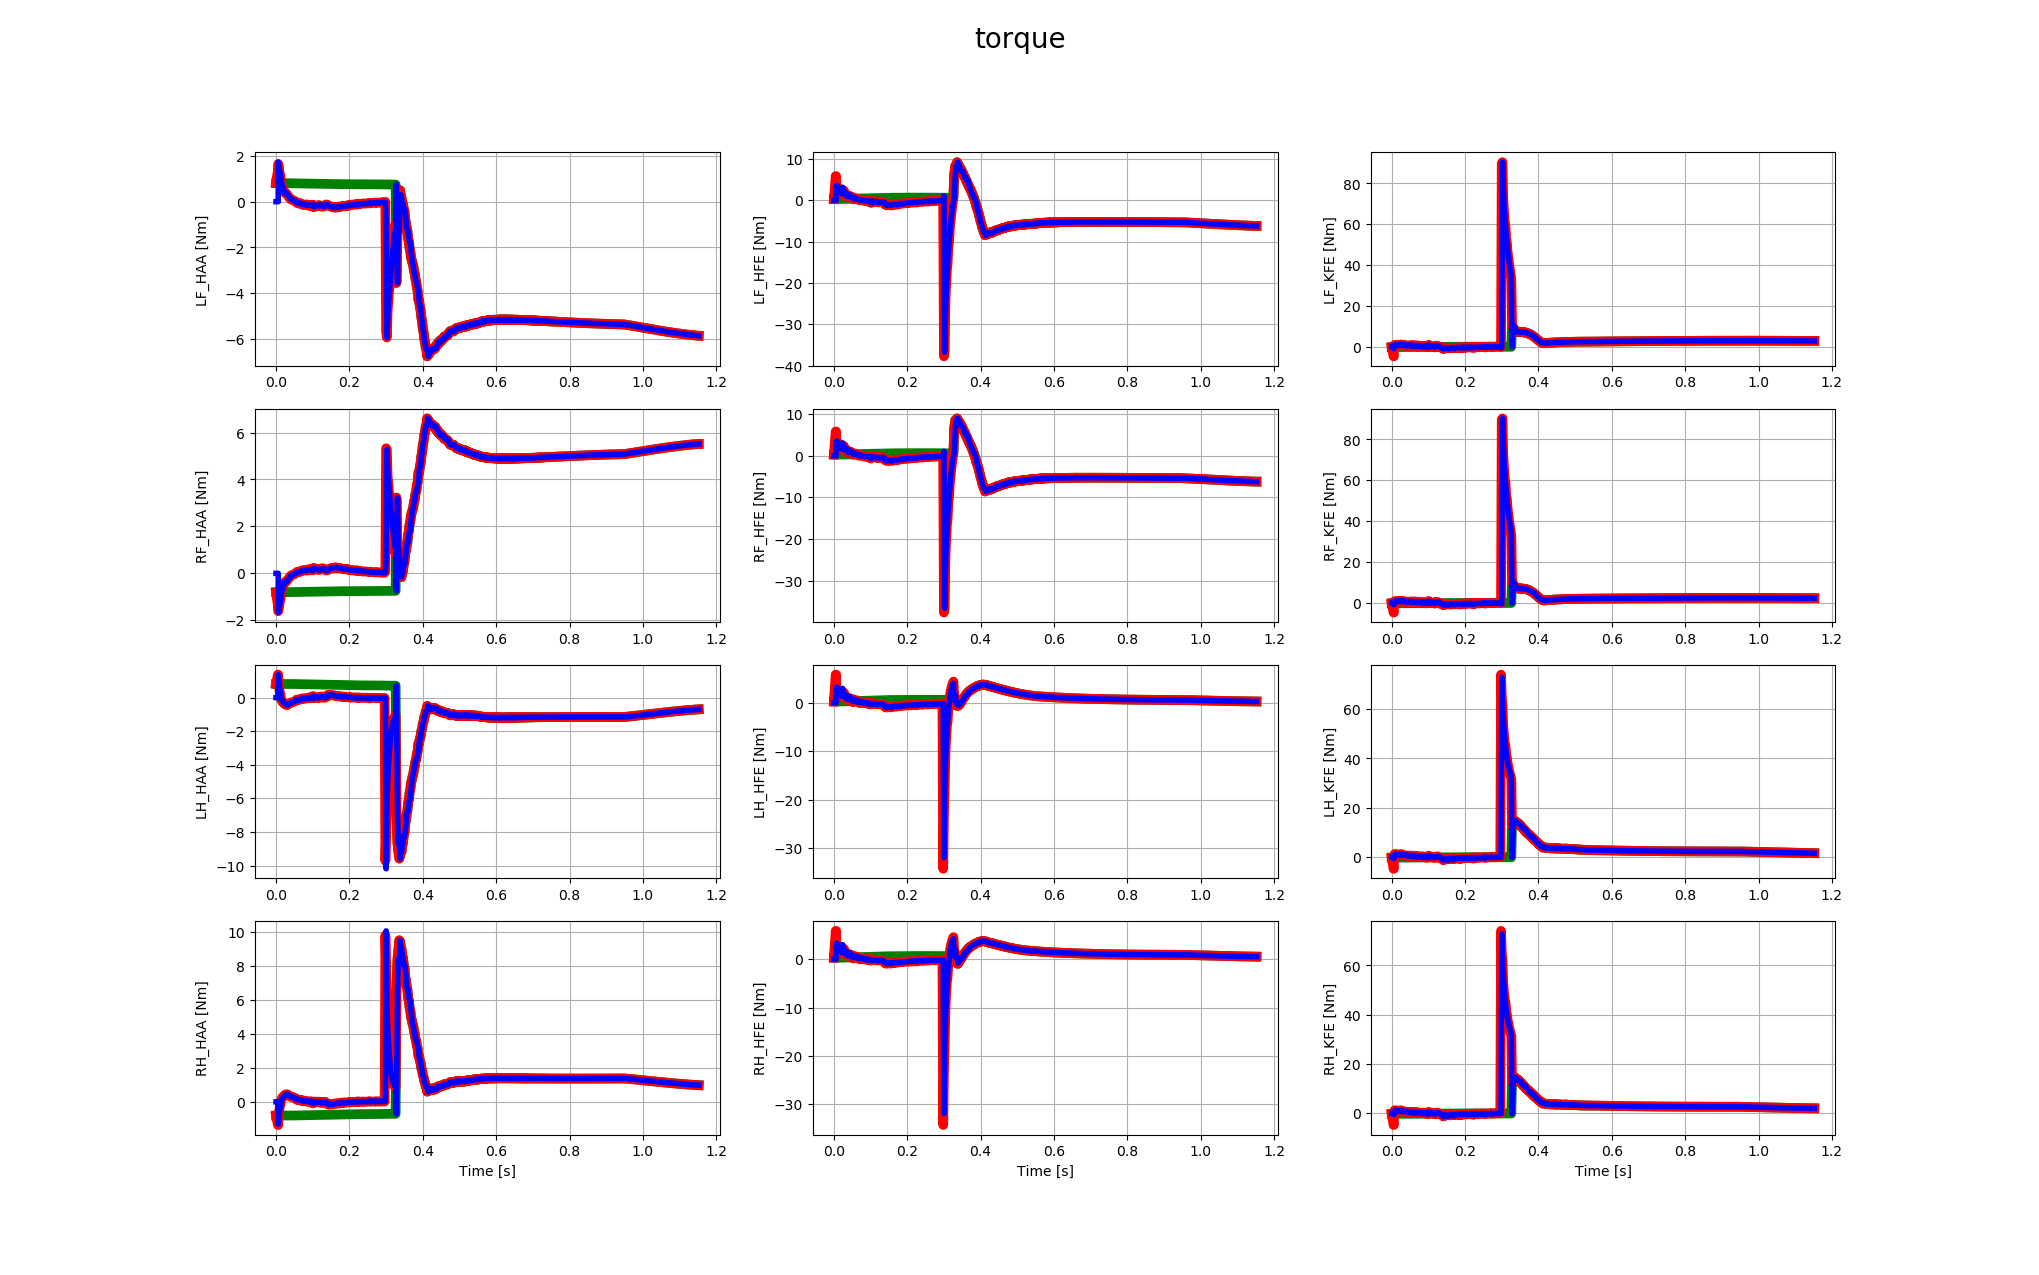 torque
2
0
−2
−4
−6
LF_HAA [Nm]
0.0 0.2 0.4 0.6 0.8 1.0 1.2
10
0
−10
−20
−30
−40
LF_HFE [Nm]
0.0 0.2 0.4 0.6 0.8 1.0 1.2
80
60
40
20
0
LF_KFE [Nm]
0.0 0.2 0.4 0.6 0.8 1.0 1.2
6
4
2
0
−2
RF_HAA [Nm]
0.0 0.2 0.4 0.6 0.8 1.0 1.2
10
0
−10
−20
−30
RF_HFE [Nm]
0.0 0.2 0.4 0.6 0.8 1.0 1.2
80
60
40
20
0
RF_KFE [Nm]
0.0 0.2 0.4 0.6 0.8 1.0 1.2
0
−2
−4
−6
−8
−10
LH_HAA [Nm]
0.0 0.2 0.4 0.6 0.8 1.0 1.2
0
−10
−20
−30
LH_HFE [Nm]
0.0 0.2 0.4 0.6 0.8 1.0 1.2
60
40
20
0
LH_KFE [Nm]
0.0 0.2 0.4 0.6 0.8 1.0 1.2
10
8
6
4
2
0
RH_HAA [Nm]
0.0 0.2 0.4 0.6 0.8 1.0 1.2
Time [s]
0
−10
−20
−30
RH_HFE [Nm]
0.0 0.2 0.4 0.6 0.8 1.0 1.2
Time [s]
60
40
20
0
RH_KFE [Nm]
0.0 0.2 0.4 0.6 0.8 1.0 1.2
Time [s]